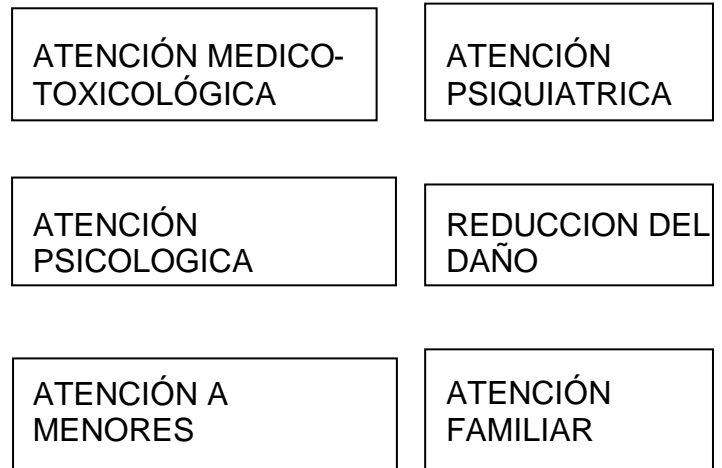 ATENCIÓN MEDICO-
TOXICOLÓGICA
ATENCIÓN
PSIQUIATRICA
ATENCIÓN
PSICOLOGICA
REDUCCION DEL
DAÑO
ATENCIÓN A
MENORES
ATENCIÓN
FAMILIAR